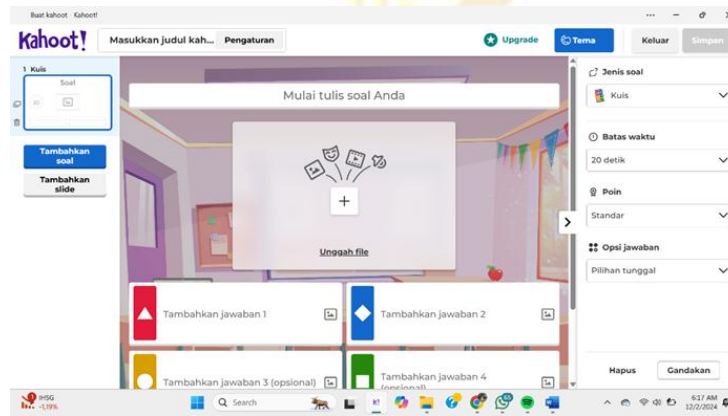 Buat kahoot - Kahoot!
Kahoot!
Masukkan judul kah...
Pengaturan
Upgrade
Tema
Keluar
Simpan
1 Kuis
Soal
20
Tambahkan
soal
Tambahkan
slide
Mulai tulis soal Anda
Unggah file
Tambahkan jawaban 1
Tambahkan jawaban 2
Tambahkan jawaban 3 (opsional)
Tambahkan jawaban 4
(opsional)
Jenis soal
Kuis
Batas waktu
20 detik
Poin
Standar
Opsi jawaban
Pilihan tunggal
Hapus
Gandakan
IHSG
-1,19%
Search
6:17 AM
12/2/2024